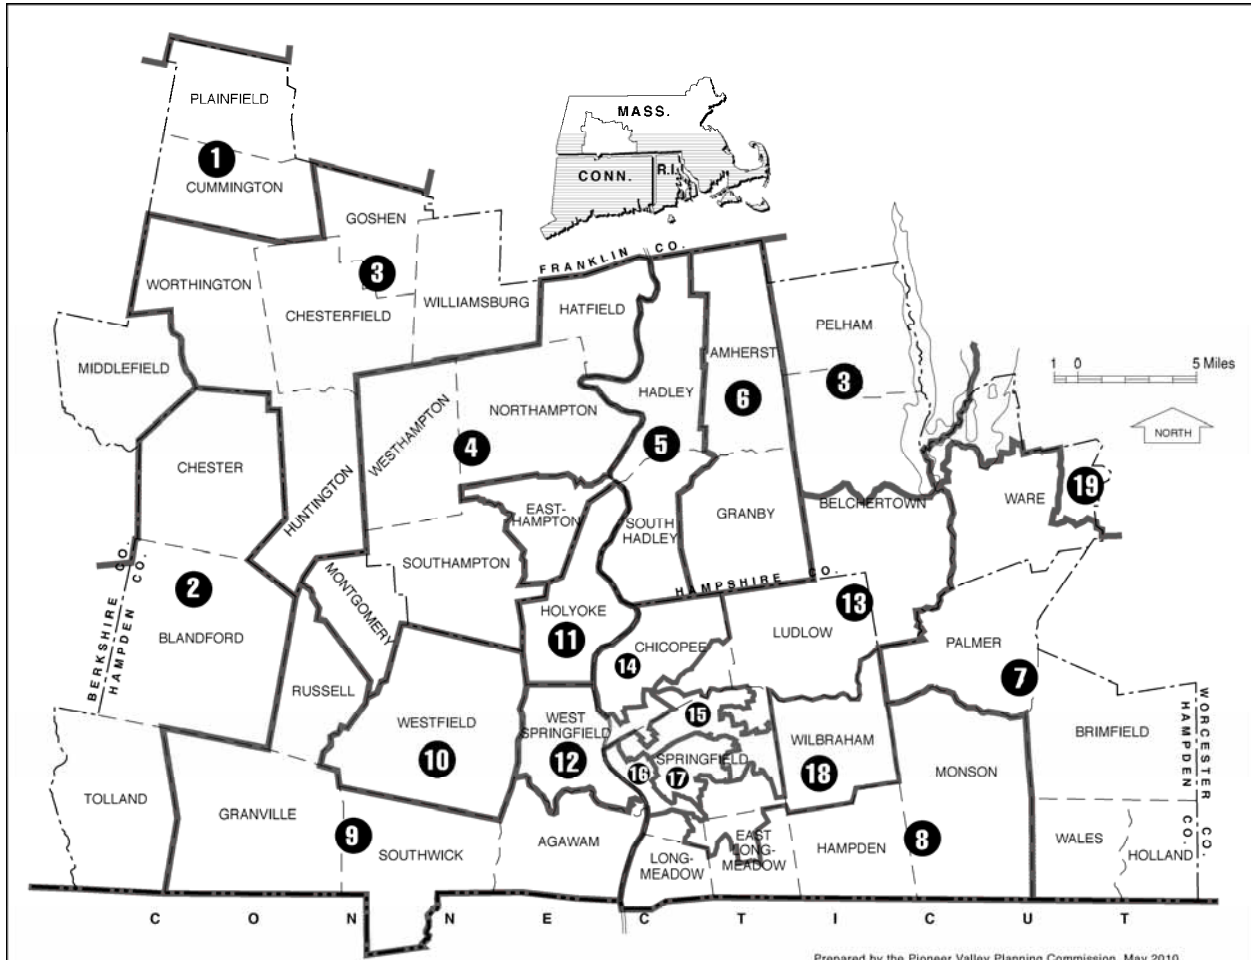 PLAINFIELD
1
CUMMINGTON
MASS.
CONN.
R.I.
GOSHEN
FRANKLIN CO.
3
WORTHINGTON
CHESTERFIELD
WILLIAMSBURG
HATFIELD
PELHAM
MIDDLEFIELD
AMHERST
3
1 0 5 Miles
HADLEY
6
NORTH
NORTHAMPTON
WESTHAMPTON
4
5
CHESTER
HUNTINGTON
EAST-
HAMPTON
SOUTH
HADLEY
GRANBY
BELCHERTOWN
WARE
19
SOUTHAMPTON
MONTGOMERY
HAMPSHIRE CO.
BERKSHIRE CO.
HAMPDEN CO.
2
BLANDFORD
HOLYOKE
11
CHICOPEE
14
LUDLOW
13
PALMER
7
RUSSELL
WESTFIELD
10
WEST
SPRINGFIELD
12
15
SPRINGFIELD
16
17
WILBRAHAM
18
MONSON
BRIMFIELD
WORCESTER CO.
HAMPDEN CO.
TOLLAND
GRANVILLE
9
SOUTHWICK
AGAWAM
LONG-
MEADOW
EAST
LONG-
MEADOW
HAMPDEN
8
WALES
HOLLAND
CONNECTICUT
Prepared by the Pioneer Valley Planning Commission, May 2010